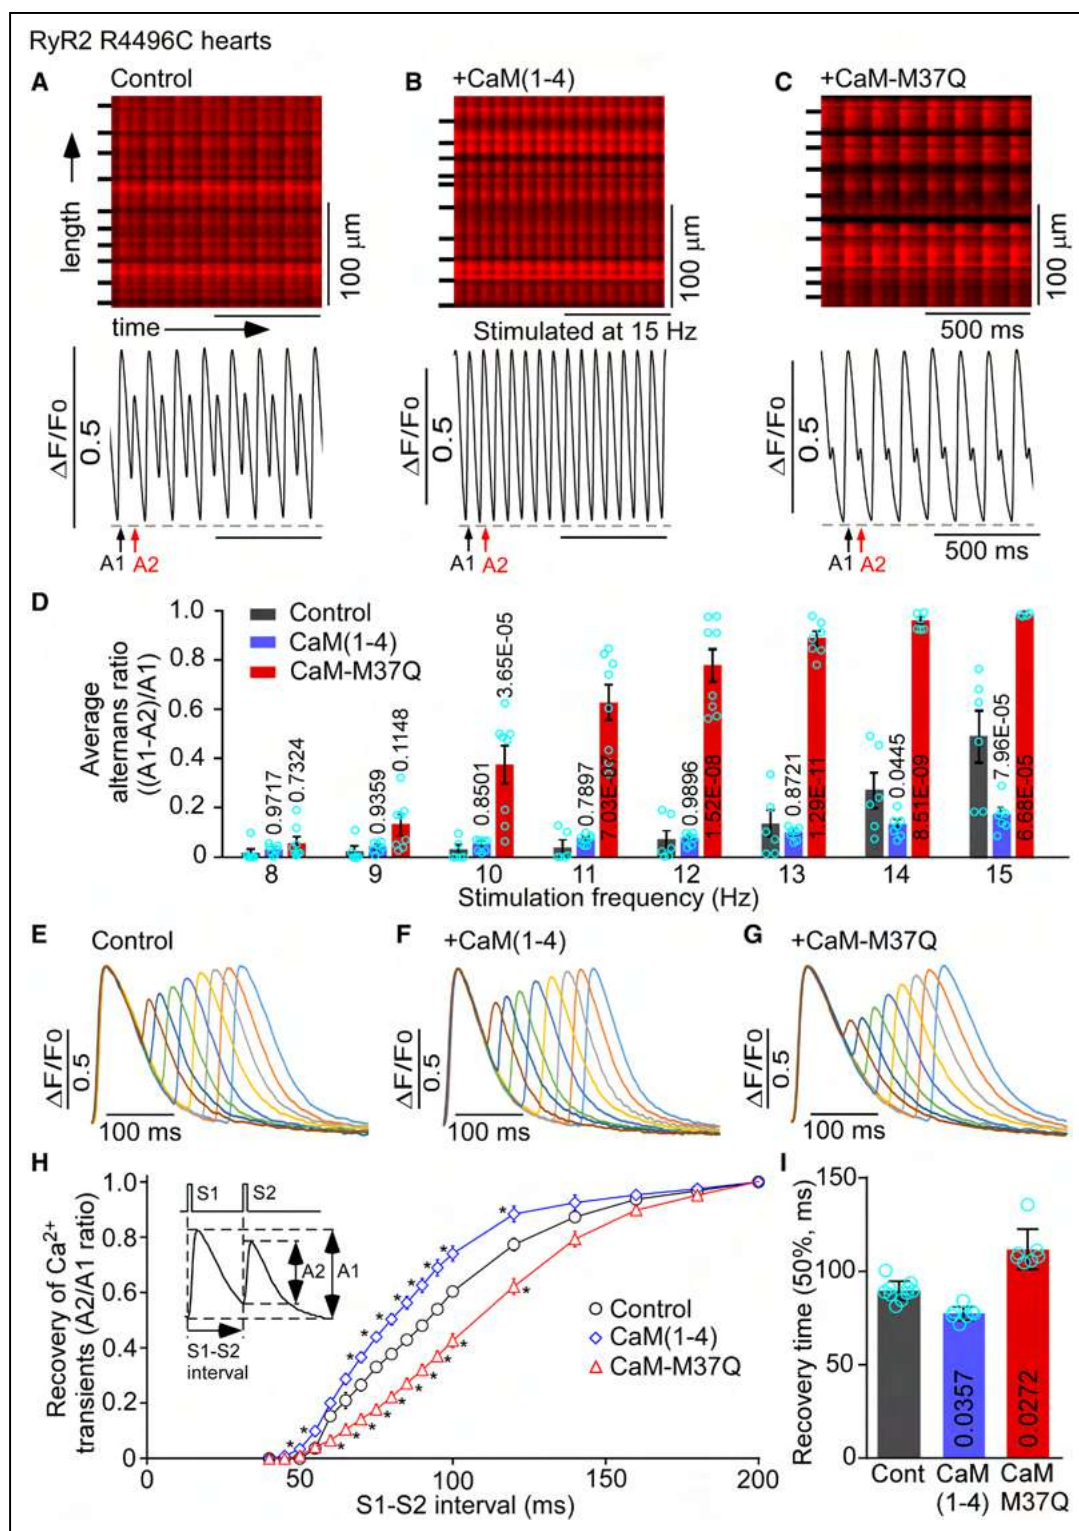 RyR2 R4496C hearts
A Control
B +CaM(1-4)
C +CaM-M37Q
length
100 μm
100 μm
100 μm
time
Stimulated at 15 Hz
500 ms
ΔF/Fo
0.5
ΔF/Fo
0.5
ΔF/Fo
0.5
A1 A2
A1 A2
A1 A2
500 ms
D
Average
alternans ratio
((A1-A2)/A1)
1.0
0.8
0.6
0.4
0.2
0
Control
CaM(1-4)
CaM-M37Q
0.9717
0.7324
0.9359
0.1148
0.8501
3.65E-05
0.7897
0.9896
1.52E-08
0.8721
1.29E-11
0.0445
8.51E-09
7.96E-05
6.68E-05
8 9 10 11 12 13 14 15
Stimulation frequency (Hz)
E Control
F +CaM(1-4)
G +CaM-M37Q
ΔF/Fo
0.5
100 ms
ΔF/Fo
0.5
100 ms
ΔF/Fo
0.5
100 ms
H
Recovery of Ca2+
transients (A2/A1 ratio)
1.0
0.8
0.6
0.4
0.2
0
S1 S2
A2 A1
S1-S2
interval
Control
CaM(1-4)
CaM-M37Q
0 50 100 150 200
S1-S2 interval (ms)
I
Recovery time (50%, ms)
150
100
50
0
0.0357
0.0272
Cont CaM CaM
(1-4) M37Q